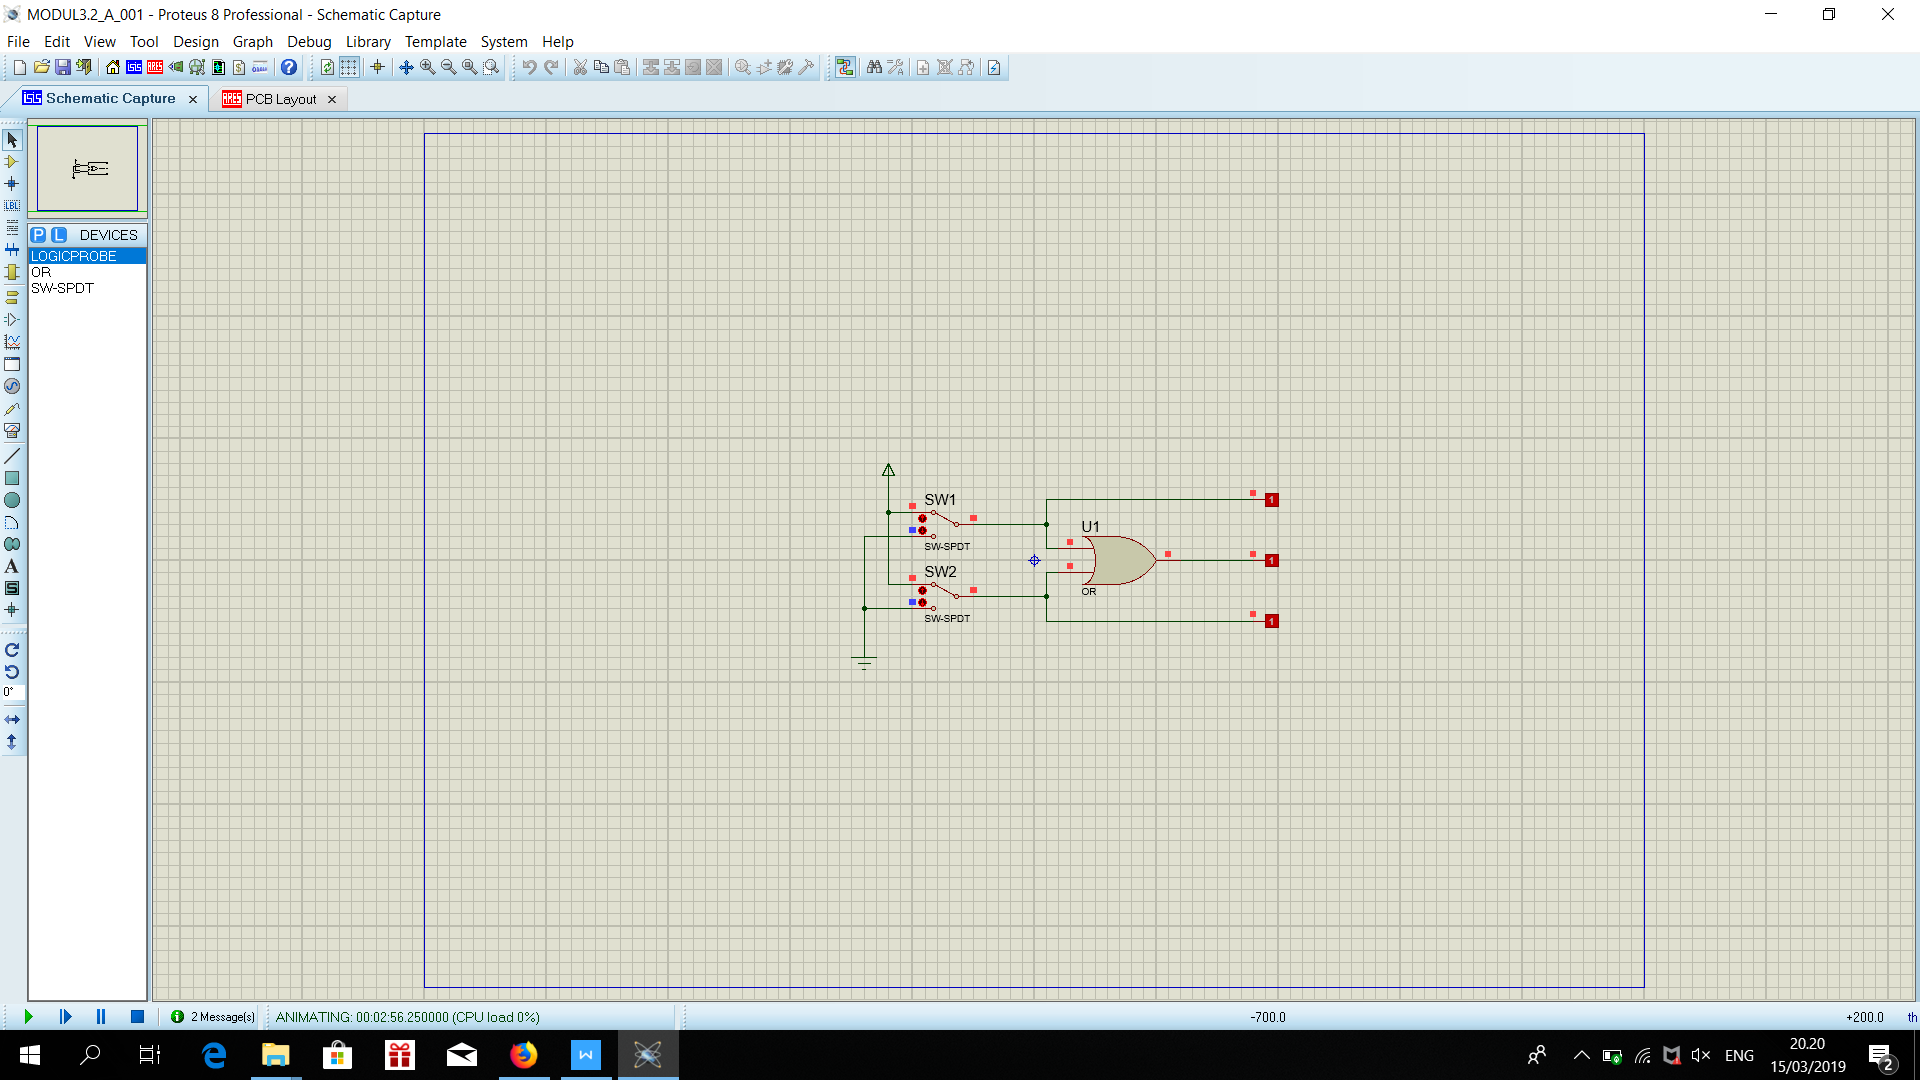 MODUL3.2_A_001 - Proteus 8 Professional - Schematic Capture
File Edit View Tool Design Graph Debug Library Template System Help
Schematic Capture
PCB Layout
P L DEVICES
LOGICPROBE
OR
SW-SPDT
LBL
A
S
0°
SW1
SW-SPDT
SW2
SW-SPDT
U1
OR
1
1
1
2 Message(s)
ANIMATING: 00:02:56.250000 (CPU load 0%)
-700.0
+200.0
th
ENG
20.20
15/03/2019
2